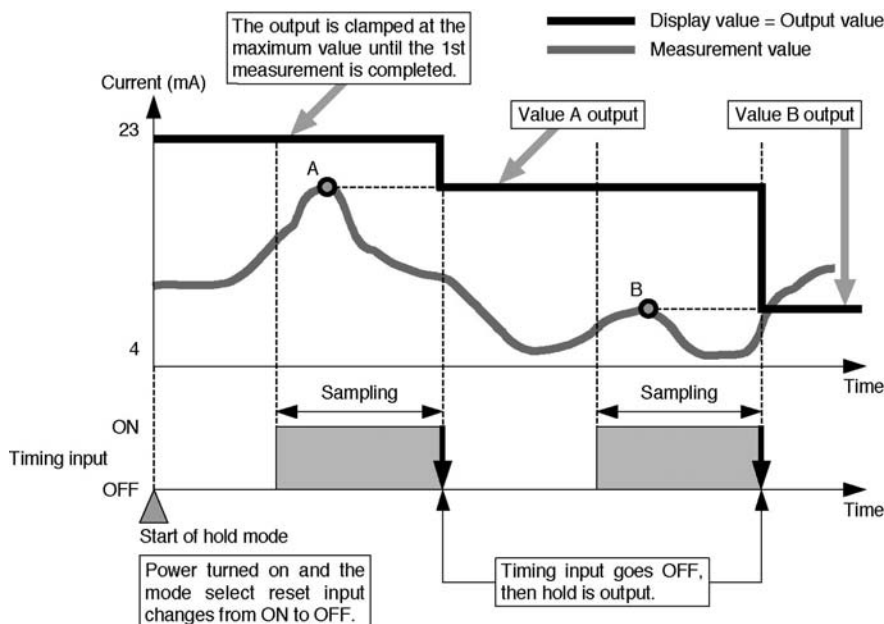 The output is clamped at the
maximum value until the 1st
measurement is completed.
Display value = Output value
Measurement value
Current (mA)
23
Value A output
Value B output
A
B
4
Time
Sampling
Sampling
ON
Timing input
OFF
Time
Start of hold mode
Power turned on and the
mode select reset input
changes from ON to OFF.
Timing input goes OFF,
then hold is output.